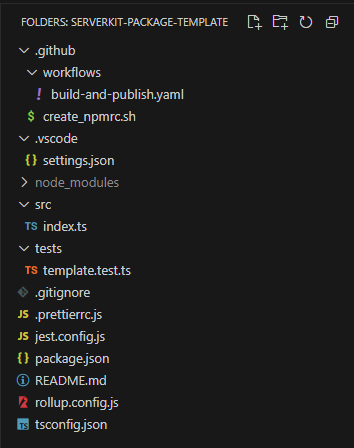 FOLDERS: SERVERKIT-PACKAGE-TEMPLATE
.github
workflows
! build-and-publish.yaml
$ create_npmrc.sh
.vscode
{} settings.json
node_modules
src
TS index.ts
tests
TS template.test.ts
.gitignore
JS .prettierrc.js
JS jest.config.js
{} package.json
README.md
rollup.config.js
TS tsconfig.json